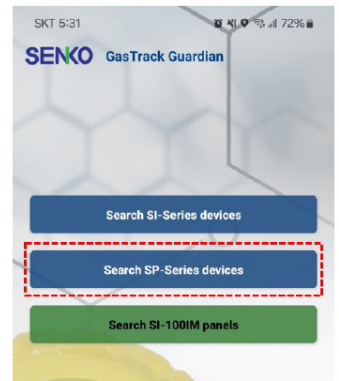 SKT 5:31
72%
SENKO GasTrack Guardian
Search SI-Series devices
Search SP-Series devices
Search SI-100IM panels